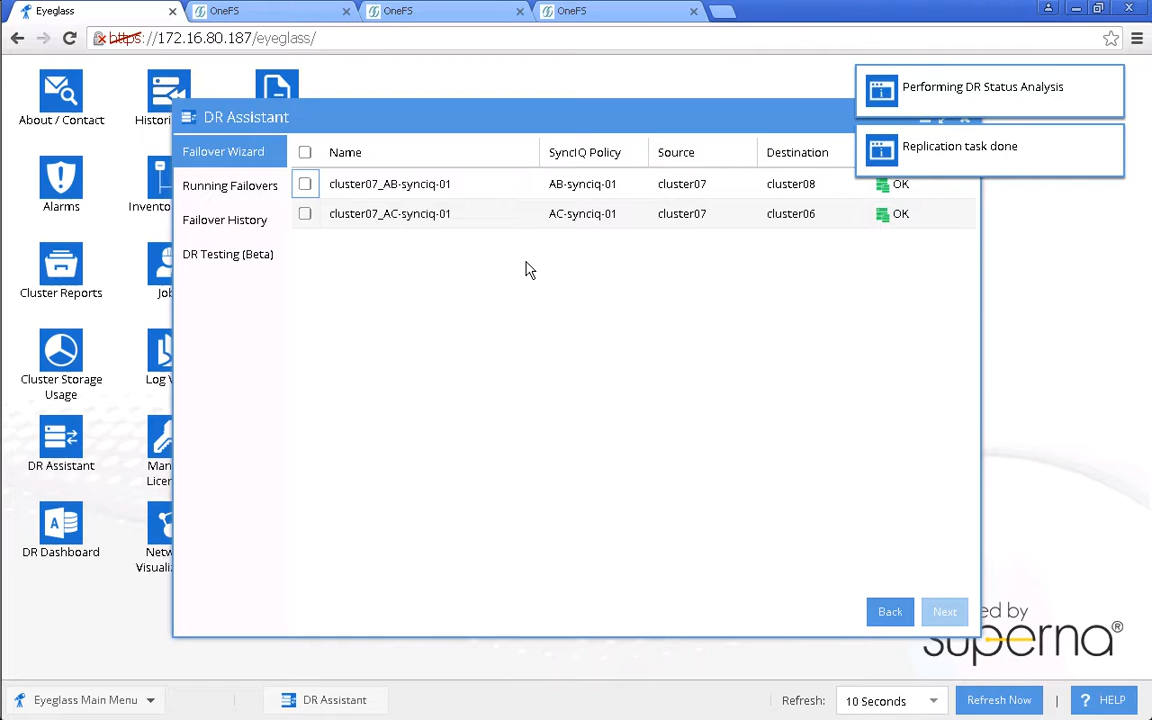 Eyeglass
OneFS
OneFS
OneFS
https://172.16.80.187/eyeglass/
Performing DR Status Analysis
Replication task done
About / Contact
Histori
DR Assistant
Failover Wizard
Running Failovers
Failover History
DR Testing (Beta)
Name
SyncIQ Policy
Source
Destination
cluster07_AB-synciq-01
AB-synciq-01
cluster07
cluster08
OK
cluster07_AC-synciq-01
AC-synciq-01
cluster07
cluster06
OK
Alarms
Inventor
Cluster Reports
Job
Cluster Storage
Usage
Log V
DR Assistant
Man
Licen
DR Dashboard
Netw
Visualiz
Back
Next
ed by
superna®
Eyeglass Main Menu
DR Assistant
Refresh:
10 Seconds
Refresh Now
? HELP